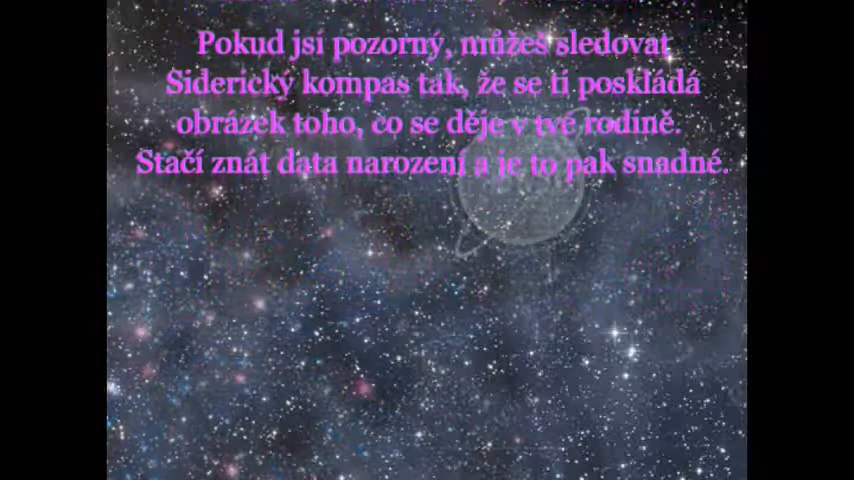 Pokud jsi pozorný, můžeš sledovat
Siderický kompas tak, že se ti poskládá
obrázek toho, co se děje v tvé rodině.
Stačí znát data narození a je to pak snadné.